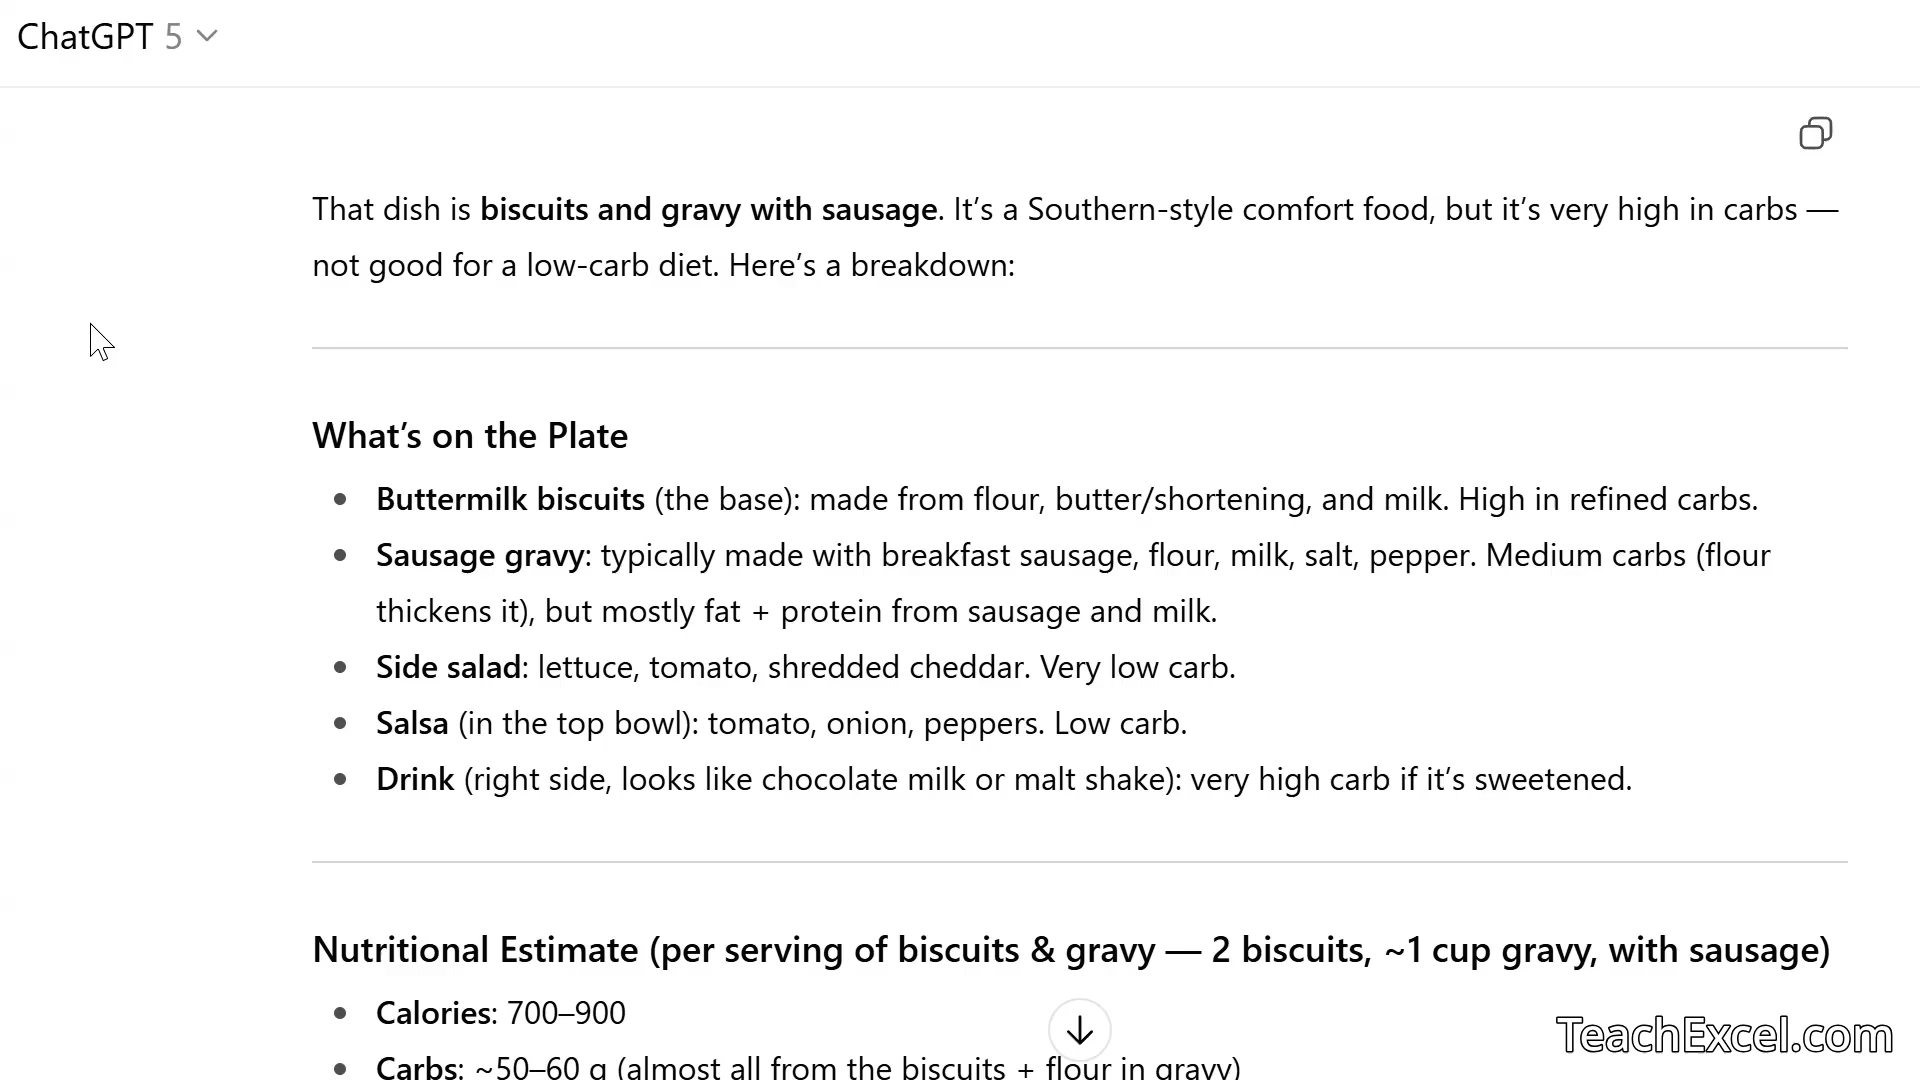 ChatGPT 5
That dish is biscuits and gravy with sausage. It’s a Southern-style comfort food, but it’s very high in carbs —
not good for a low-carb diet. Here’s a breakdown:
What’s on the Plate
Buttermilk biscuits (the base): made from flour, butter/shortening, and milk. High in refined carbs.
Sausage gravy: typically made with breakfast sausage, flour, milk, salt, pepper. Medium carbs (flour
thickens it), but mostly fat + protein from sausage and milk.
Side salad: lettuce, tomato, shredded cheddar. Very low carb.
Salsa (in the top bowl): tomato, onion, peppers. Low carb.
Drink (right side, looks like chocolate milk or malt shake): very high carb if it’s sweetened.
Nutritional Estimate (per serving of biscuits & gravy — 2 biscuits, ~1 cup gravy, with sausage)
Calories: 700–900
Carbs: ~50–60 g (almost all from the biscuits + flour in gravy)
TeachExcel.com